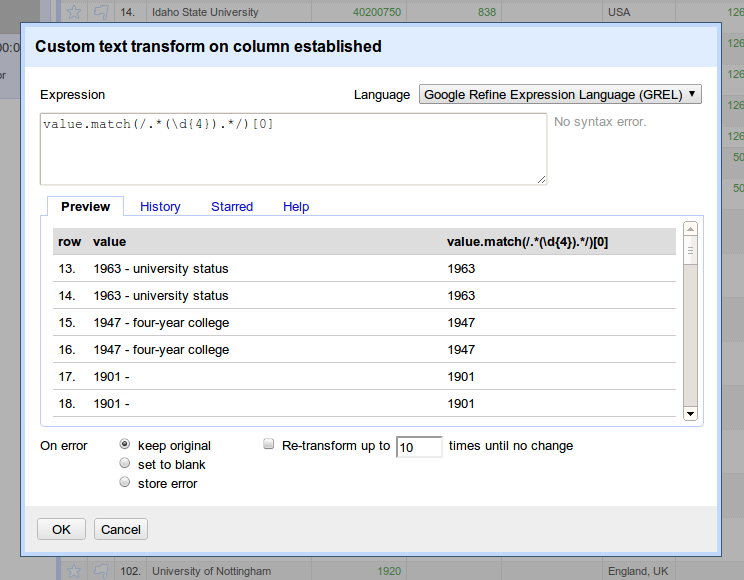 14. Idaho State University 40200750 838 USA 126
Custom text transform on column established
Expression Language Google Refine Expression Language (GREL)
value.match(/.*(\d{4}).*/)[0] No syntax error.
Preview History Starred Help
row value value.match(/.*(\d{4}).*/)[0]
13. 1963 - university status 1963
14. 1963 - university status 1963
15. 1947 - four-year college 1947
16. 1947 - four-year college 1947
17. 1901 - 1901
18. 1901 - 1901
On error keep original Re-transform up to 10 times until no change
set to blank
store error
OK Cancel
102. University of Nottingham 1920 England, UK